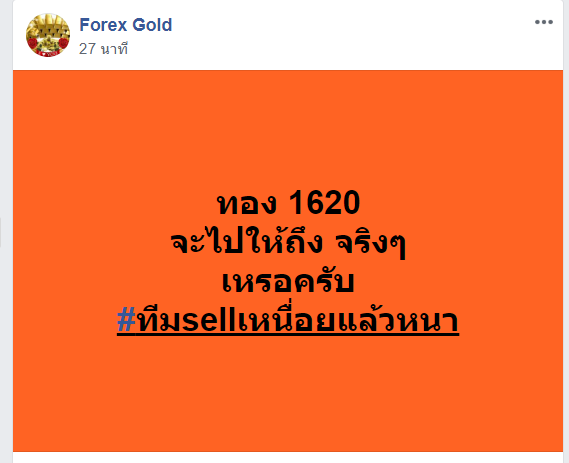 Forex Gold
27 นาที
ทอง 1620
จะไปให้ถึง จริงๆ
เหรอครับ
#ทีมsellเหนื่อยแล้วหนา